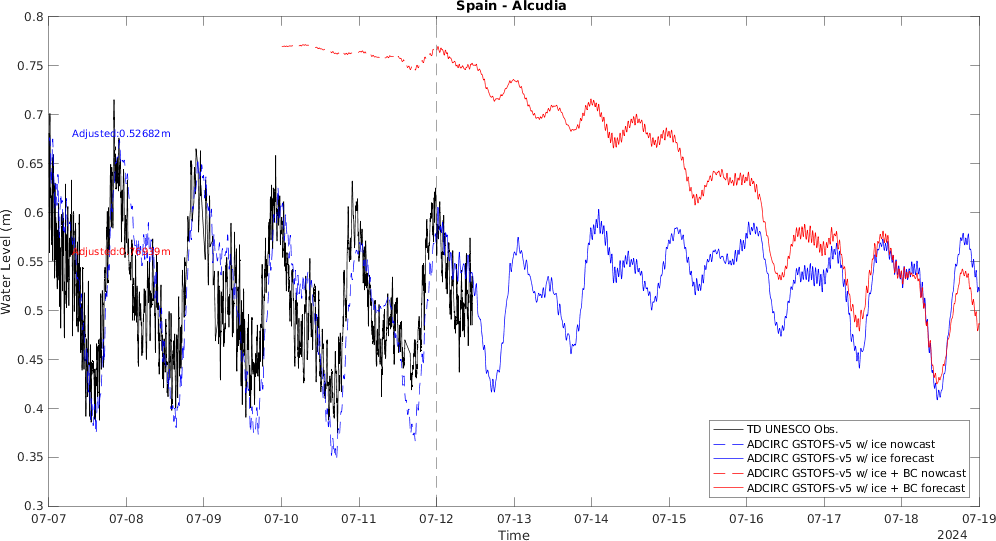 Spain - Alcudia
Water Level (m)
0.8
0.75
0.7
0.65
0.6
0.55
0.5
0.45
0.4
0.35
0.3
Adjusted:0.52682m
TD UNESCO Obs.
ADCIRC GSTOFS-v5 w/ ice nowcast
ADCIRC GSTOFS-v5 w/ ice forecast
ADCIRC GSTOFS-v5 w/ ice + BC nowcast
ADCIRC GSTOFS-v5 w/ ice + BC forecast
07-07 07-08 07-09 07-10 07-11 07-12 07-13 07-14 07-15 07-16 07-17 07-18 07-19
Time
2024